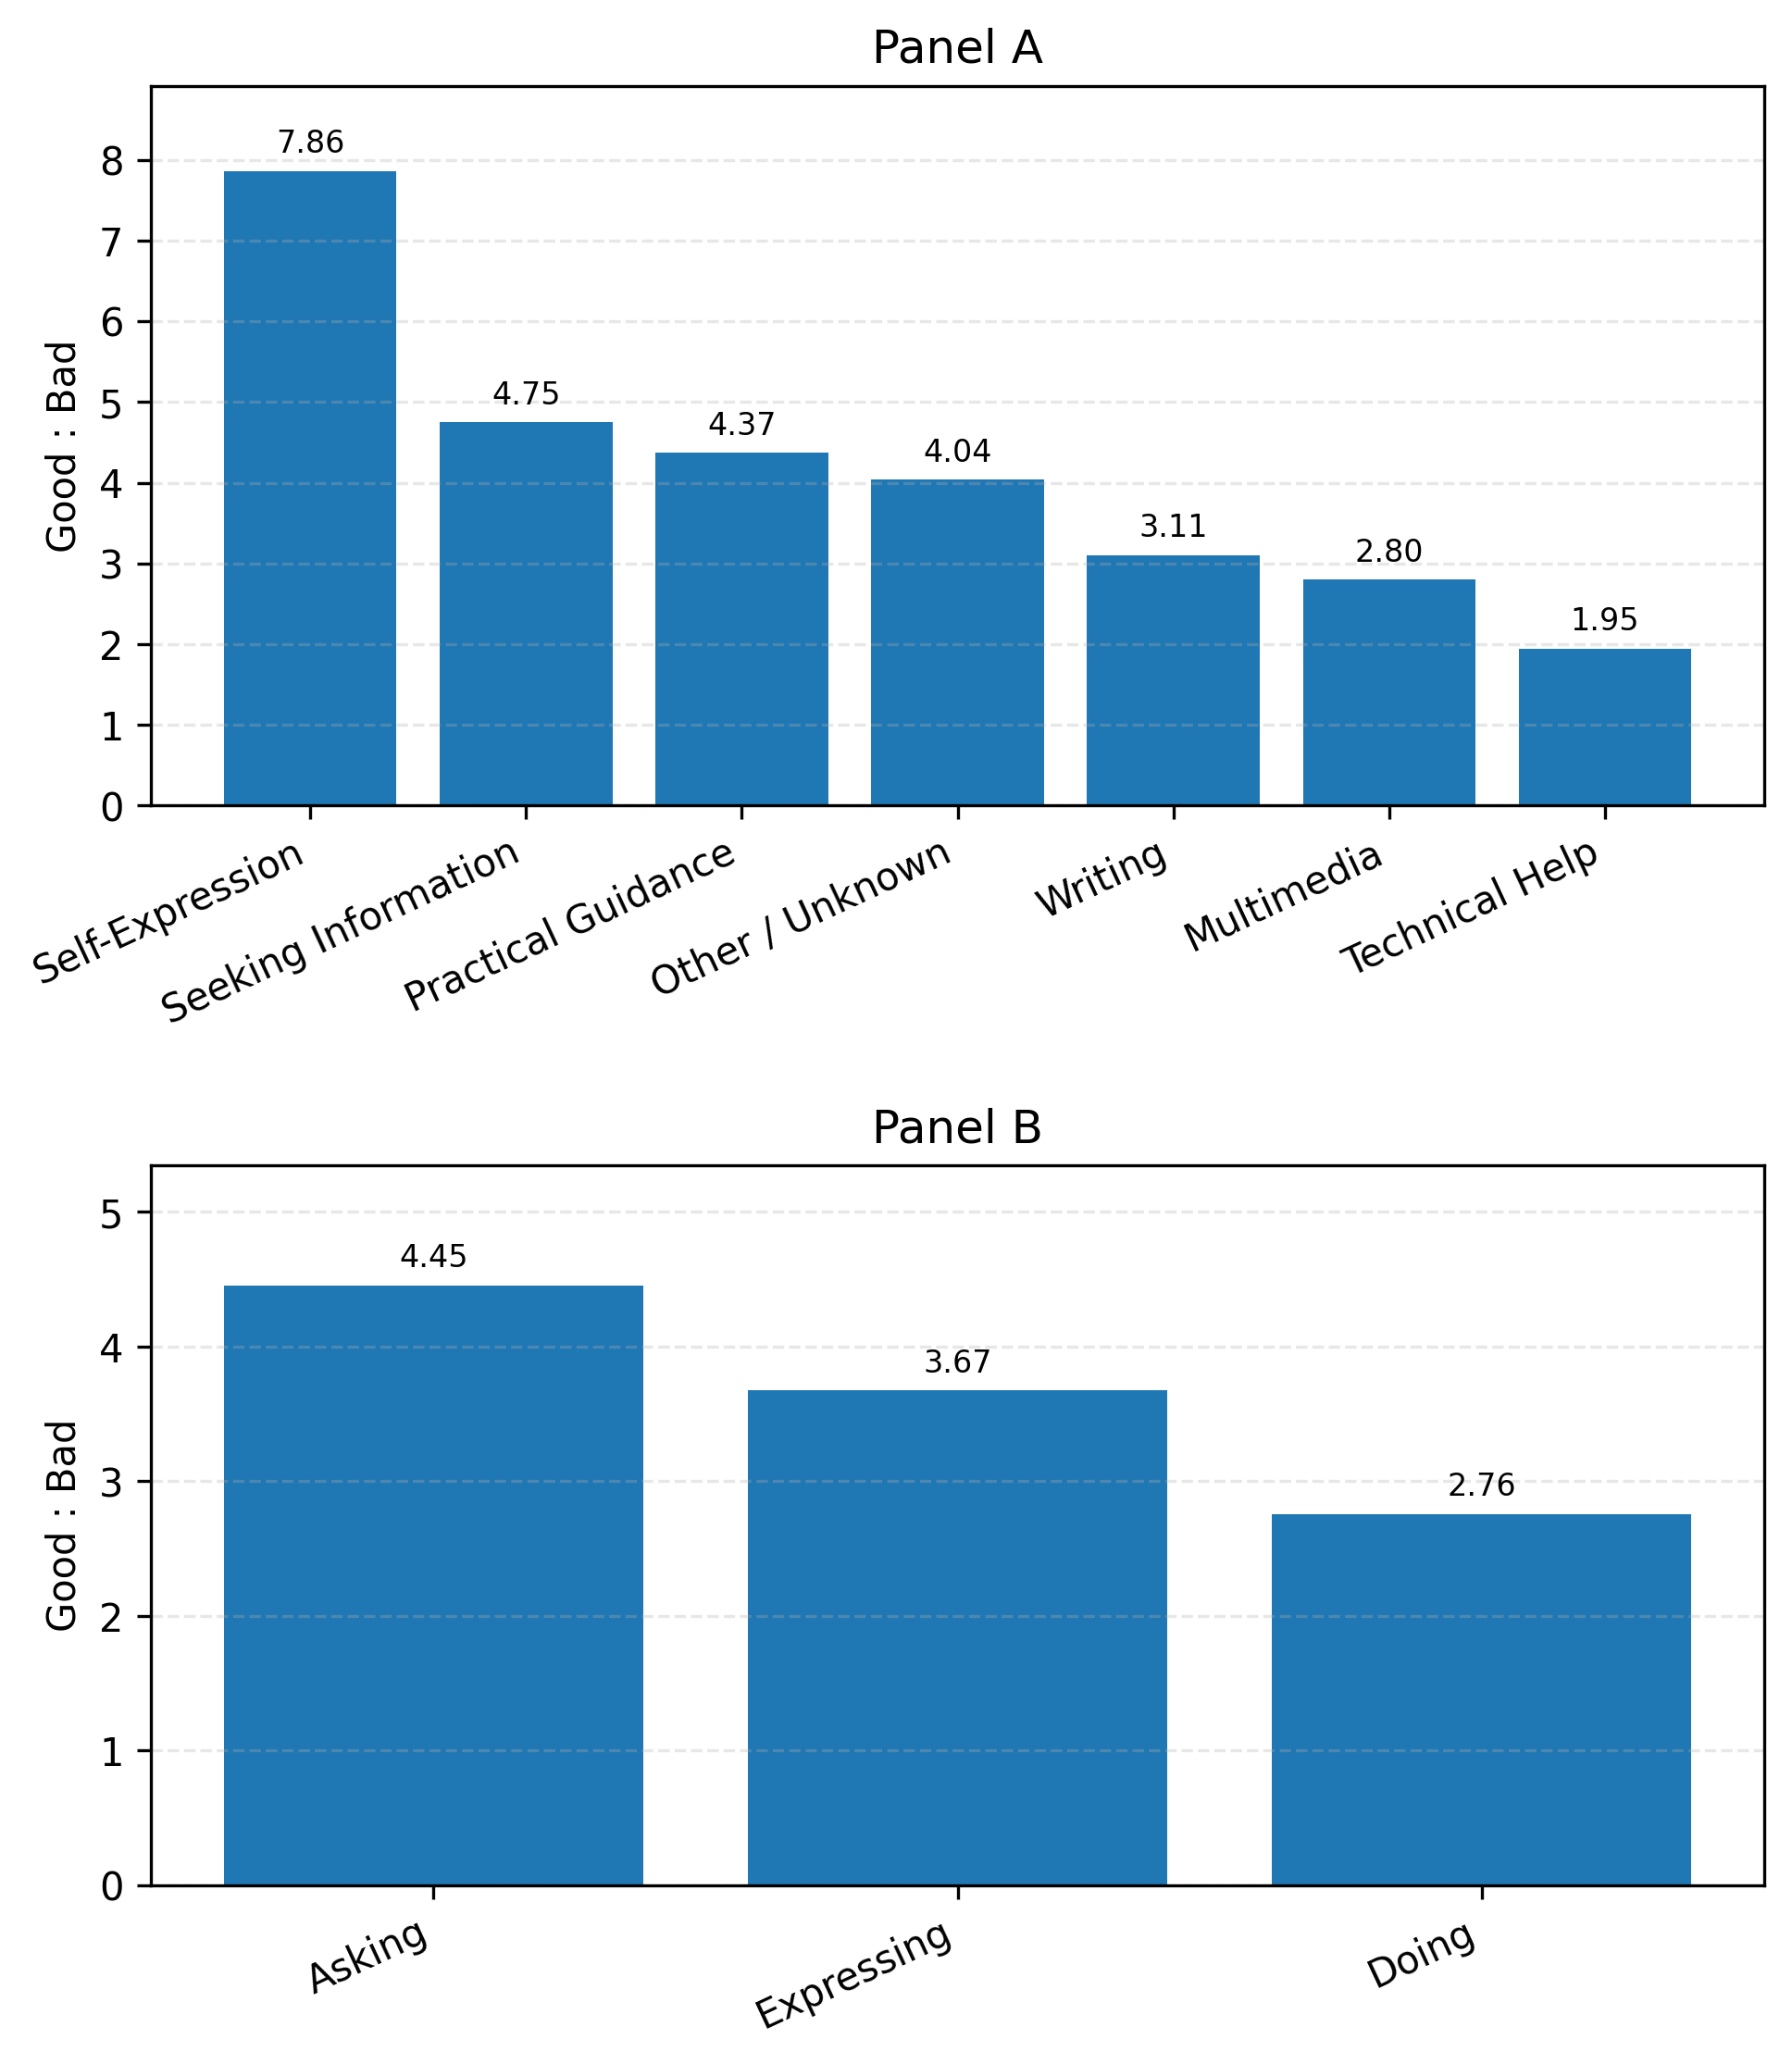 Panel A
Good : Bad
8
7
6
5
4
3
2
1
0
7.86
4.75
4.37
4.04
3.11
2.80
1.95
Self-Expression
Seeking Information
Practical Guidance
Other / Unknown
Writing
Multimedia
Technical Help
Panel B
Good : Bad
5
4
3
2
1
0
4.45
3.67
2.76
Asking
Expressing
Doing